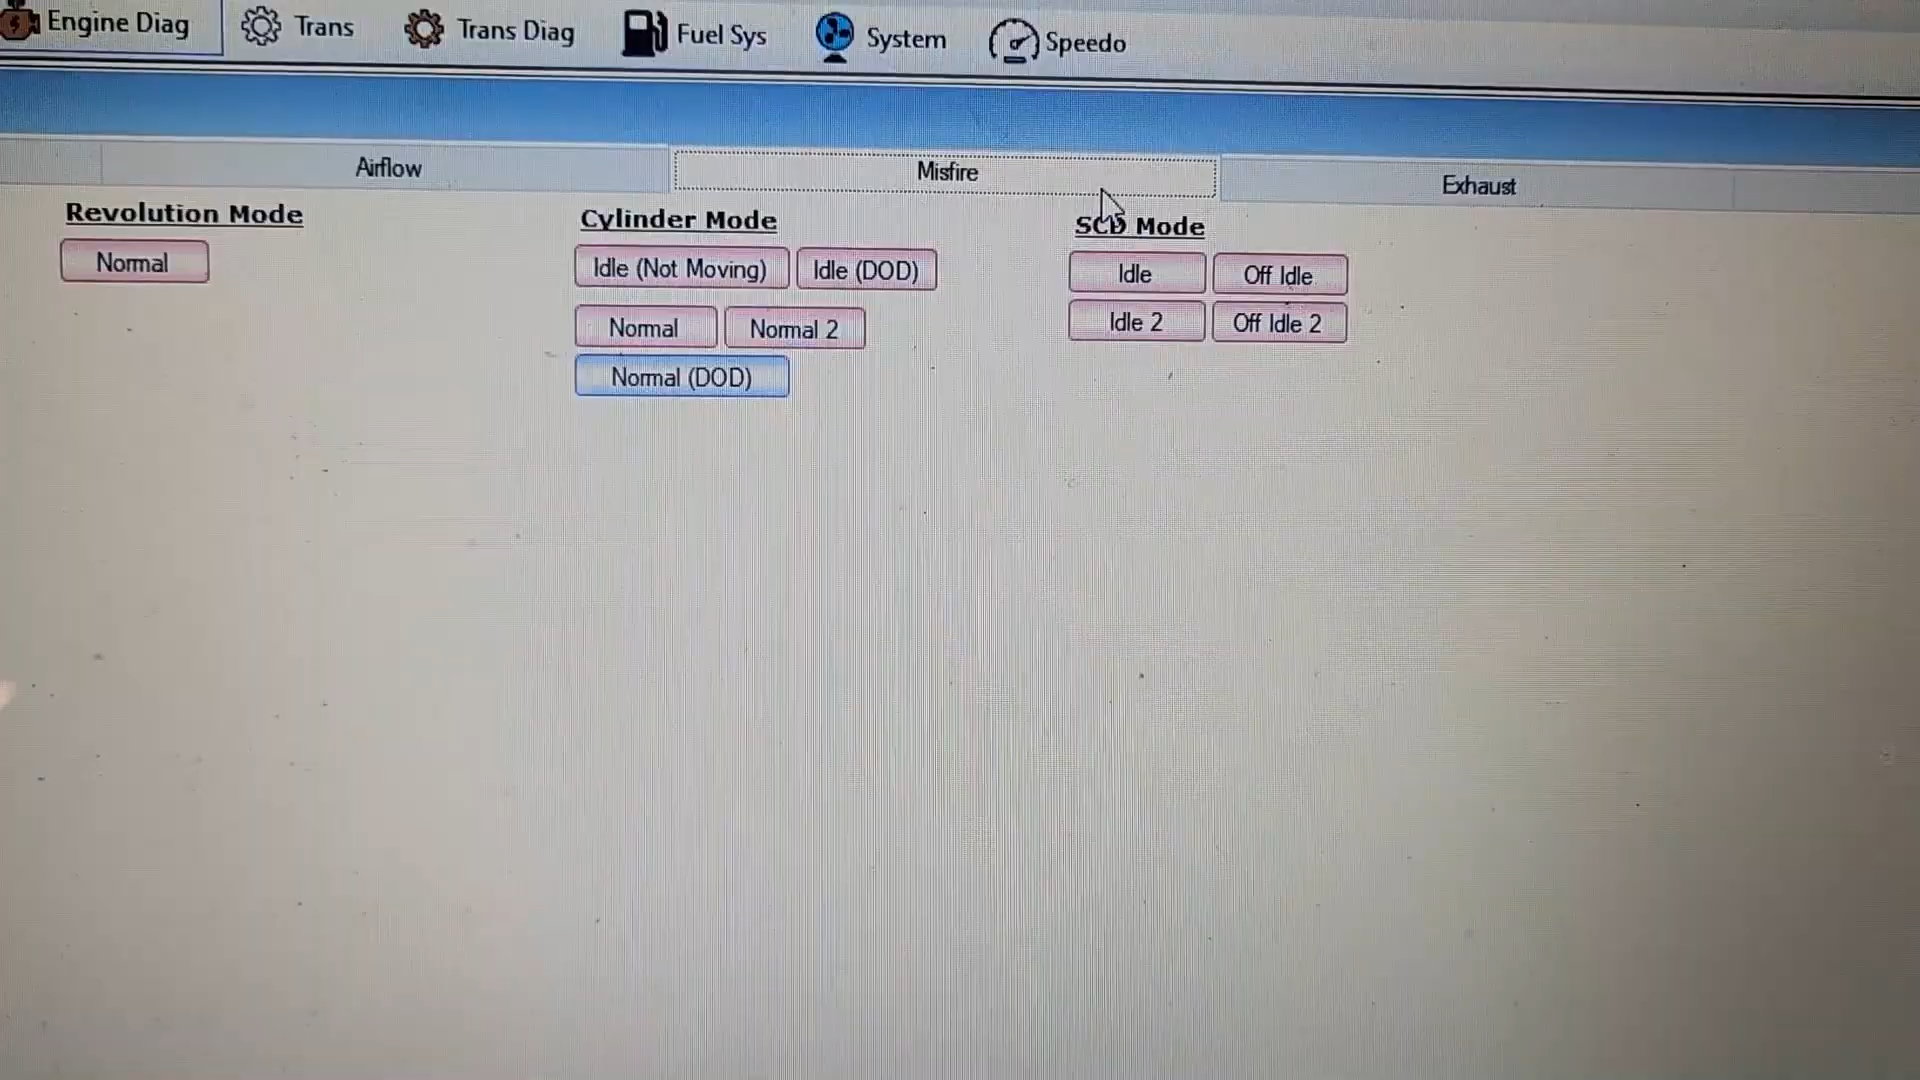 Engine Diag Trans Trans Diag Fuel Sys System Speedo
Airflow Misfire Exhaust
Revolution Mode Cylinder Mode SCD Mode
Normal Idle (Not Moving) Idle (DOD) Idle Off Idle
Normal Normal 2 Idle 2 Off Idle 2
Normal (DOD)